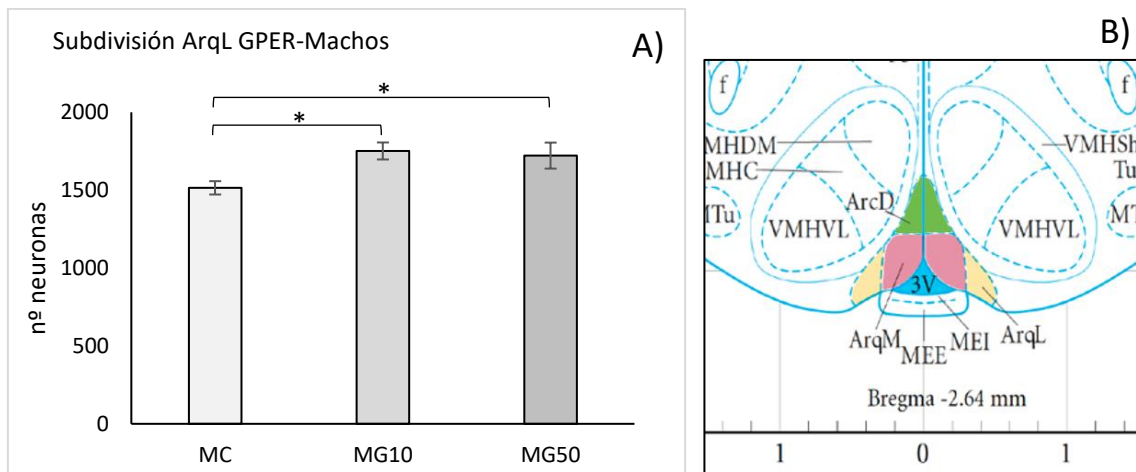 Subdivisión ArqL GPER-Machos
A)
nº neuronas
2000
1500
1000
500
0
*
*
MC
MG10
MG50
B)
f
f
MHDM
VMHSh
MHC
Tu
ArcD
MTu
VMHVL
VMHVL
MT
3V
ArqM
MEE
MEI
ArqL
Bregma -2.64 mm
1
0
1